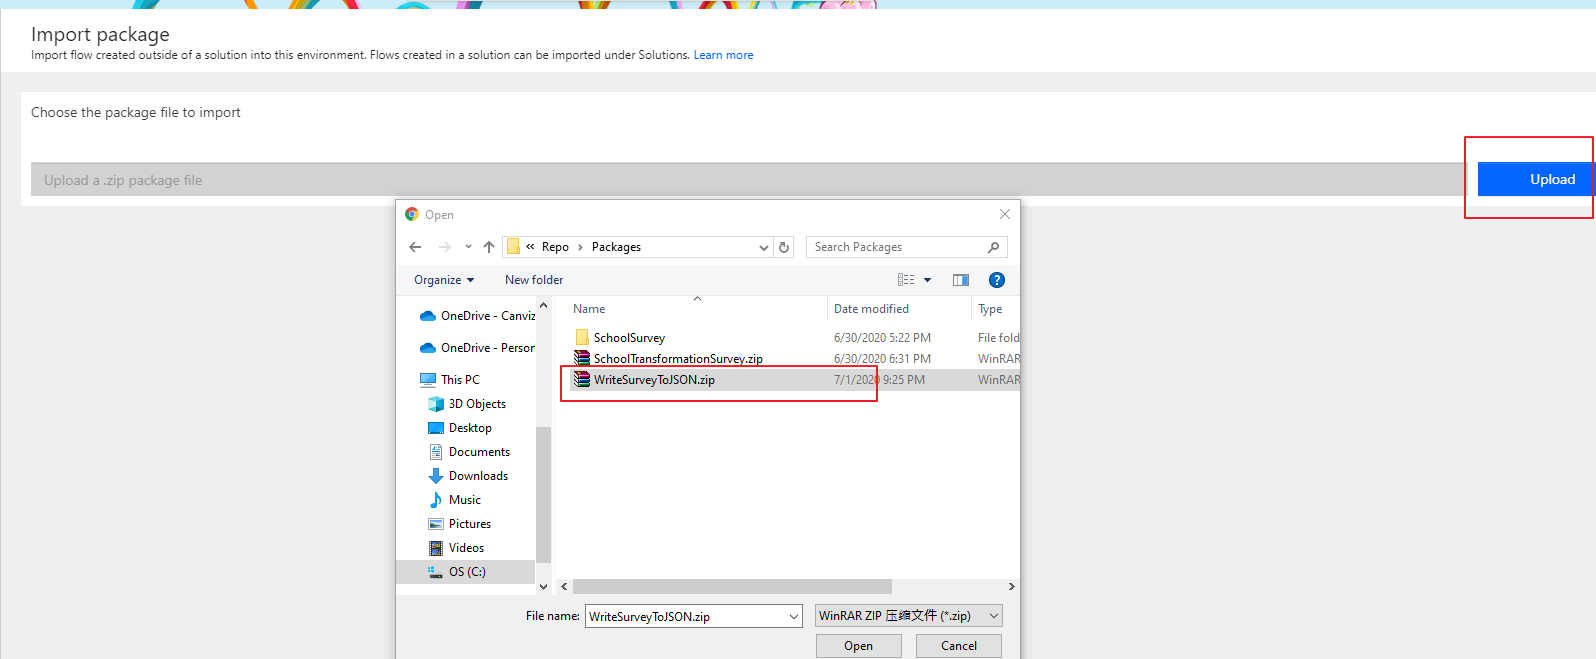 Import package
Import flow created outside of a solution into this environment. Flows created in a solution can be imported under Solutions. Learn more
Choose the package file to import
Upload a .zip package file
Upload
Open
« Repo > Packages
Search Packages
Organize
New folder
Name
Date modified
Type
OneDrive - Canviz
OneDrive - Person
This PC
3D Objects
Desktop
Documents
Downloads
Music
Pictures
Videos
OS (C:)
SchoolSurvey 6/30/2020 5:22 PM File fold
SchoolTransformationSurvey.zip 6/30/2020 6:31 PM WinRAR
WriteSurveyToJSON.zip 7/1/2020 9:25 PM WinRAR
File name: WriteSurveyToJSON.zip
WinRAR ZIP 压缩文件 (*.zip)
Open
Cancel